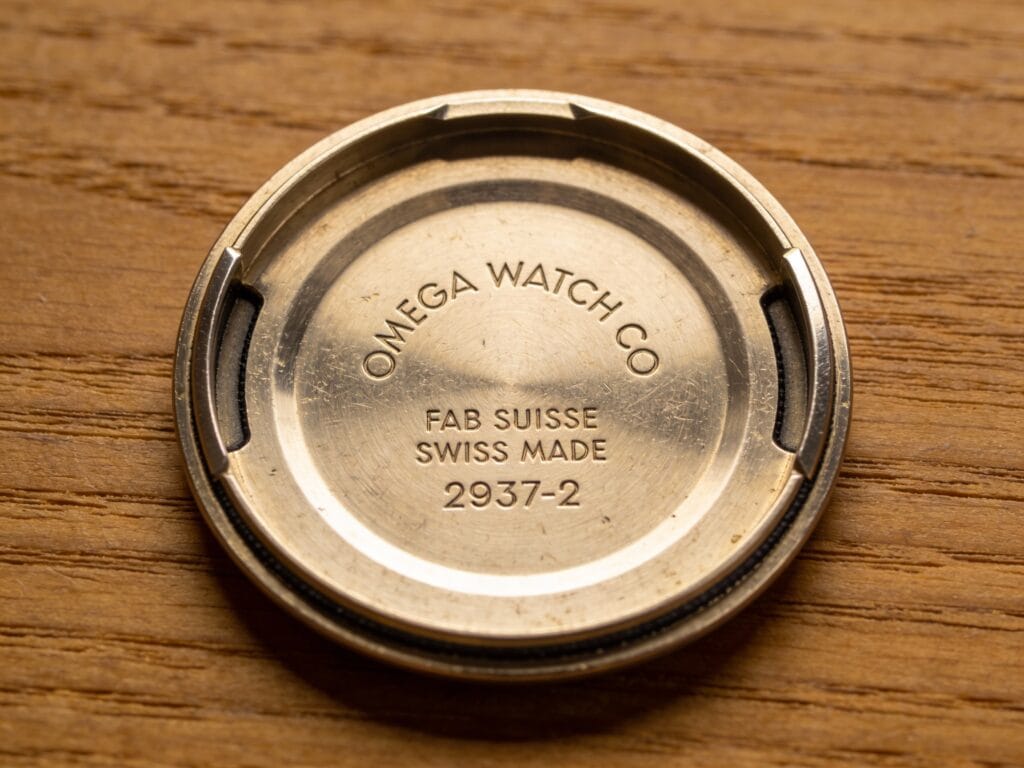 OMEGA WATCH CO
FAB SUISSE
SWISS MADE
2937-2